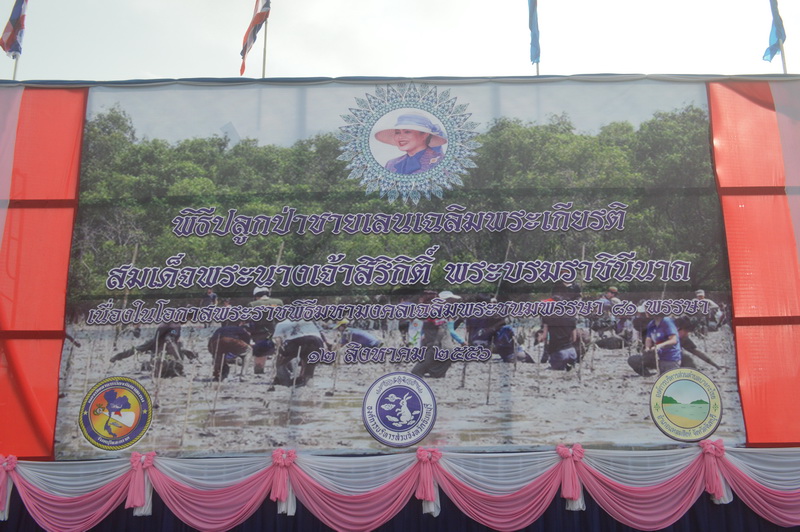 พิธีปลูกป่าชายเลนเฉลิมพระเกียรติ
สมเด็จพระนางเจ้าสิริกิติ์ พระบรมราชินีนาถ
เนื่องในโอกาสพระราชพิธีมหามงคลเฉลิมพระชนมพรรษา ๘๑ พรรษา
๑๒ สิงหาคม ๒๕๕๖